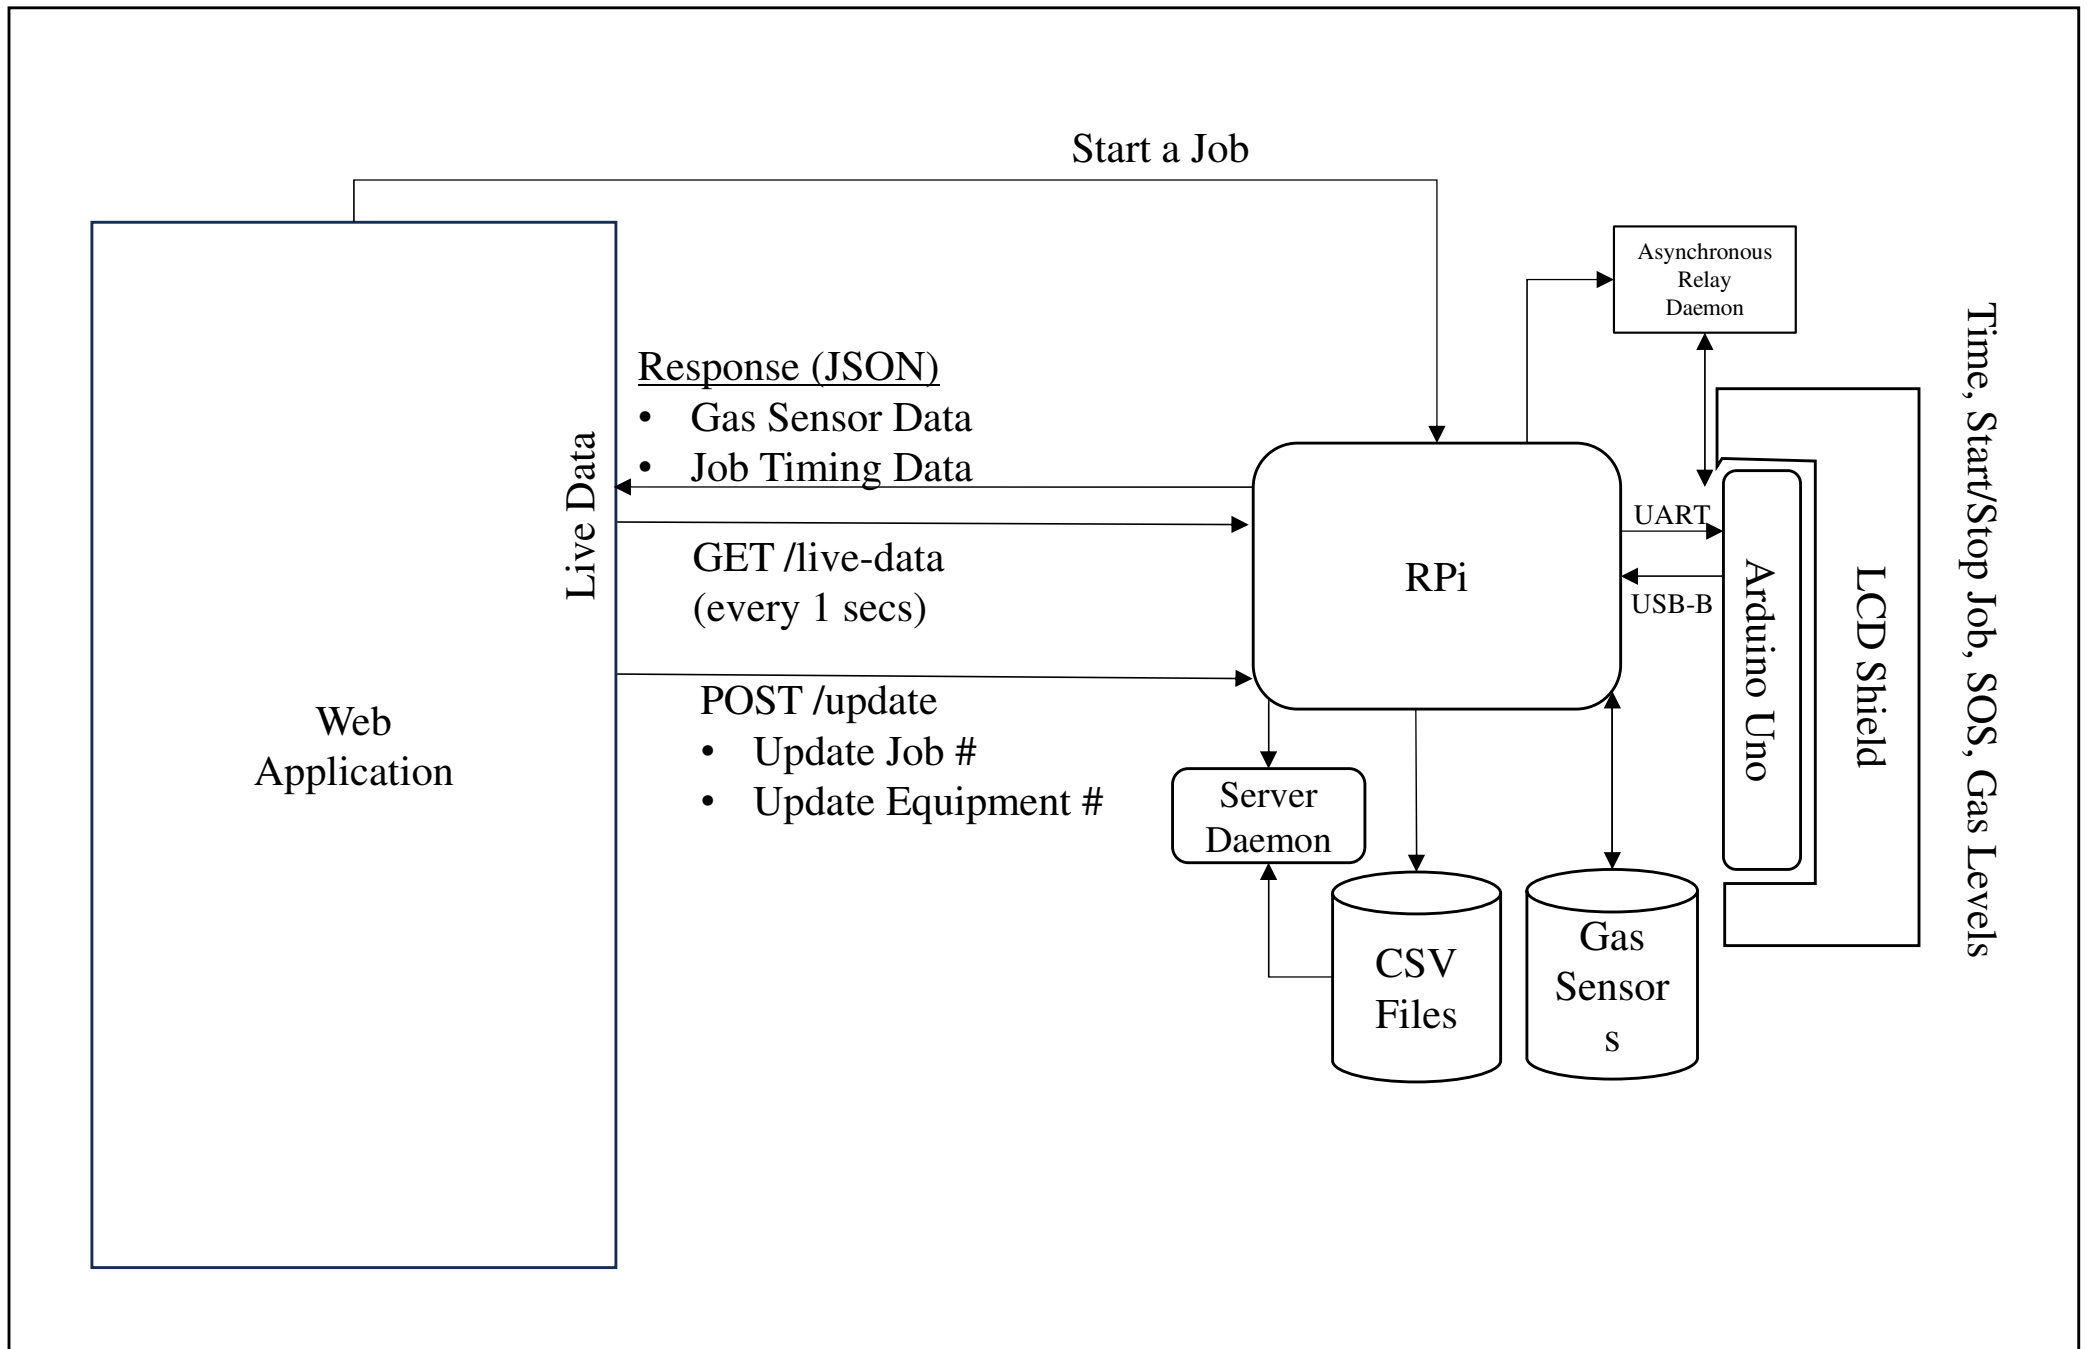 Start a Job
Asynchronous
Relay
Daemon
Response (JSON)
• Gas Sensor Data
• Job Timing Data
Live Data
GET /live-data
(every 1 secs)
POST /update
• Update Job #
• Update Equipment #
Web
Application
RPi
UART
USB-B
Arduino Uno
LCD Shield
Time, Start/Stop Job, SOS, Gas Levels
Server
Daemon
CSV
Files
Gas
Sensor
s